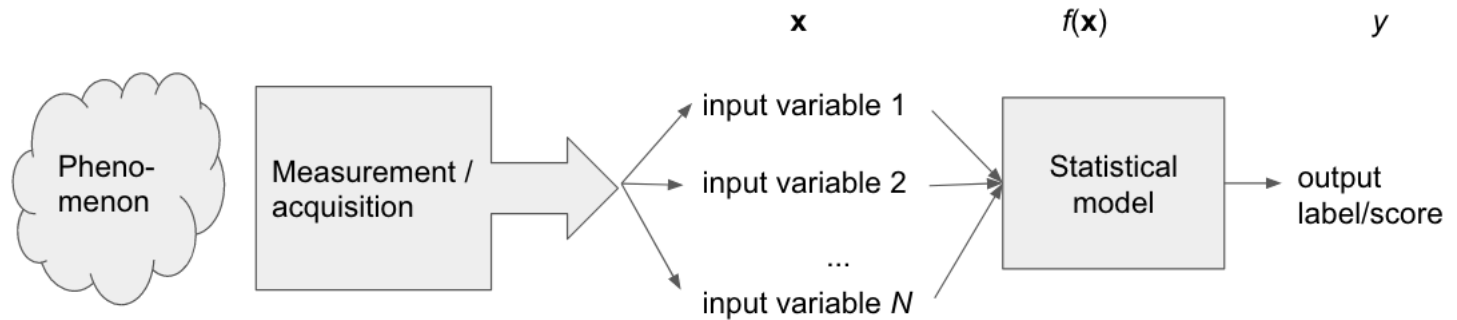 x
f(x)
y
Pheno-
menon
Measurement /
acquisition
input variable 1
input variable 2
...
input variable N
Statistical
model
output
label/score